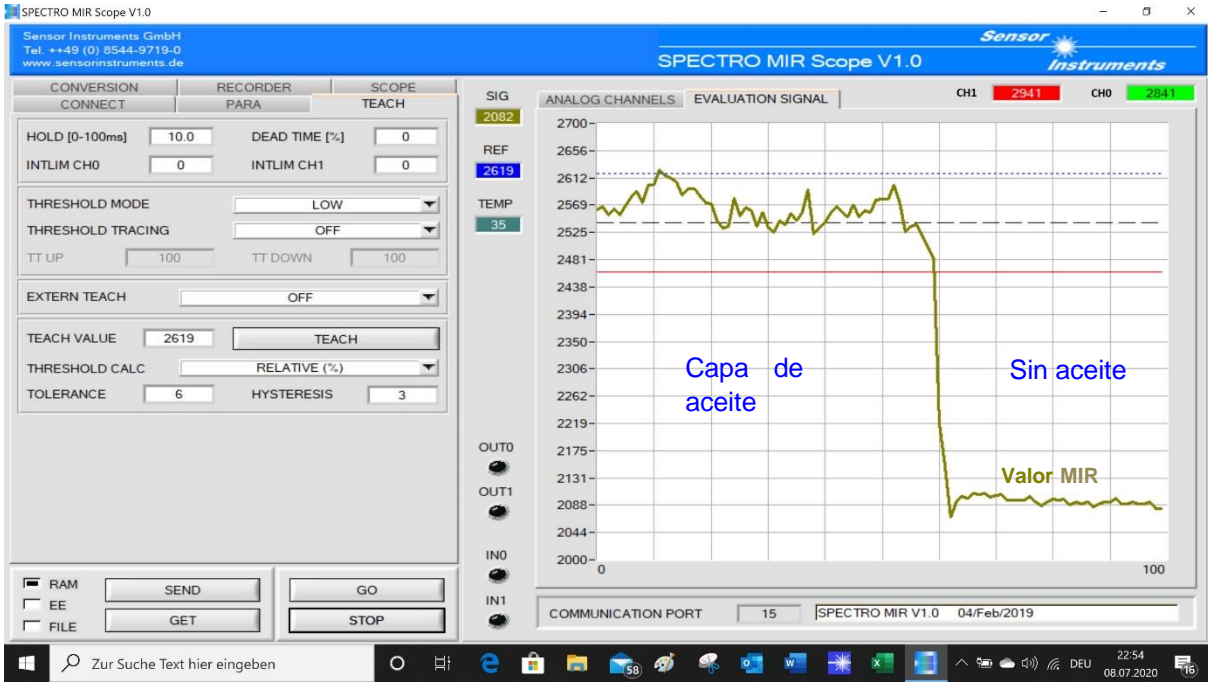 SPECTRO MIR Scope V1.0
Sensor Instruments GmbH
Tel. ++49 (0) 8544-9719-0
www.sensorinstruments.de
SPECTRO MIR Scope V1.0
Sensor
Instruments
CONVERSION RECORDER SCOPE
CONNECT PARA TEACH
HOLD [0-100ms] 10.0 DEAD TIME [%] 0
INTLIM CH0 0 INTLIM CH1 0
THRESHOLD MODE LOW
THRESHOLD TRACING OFF
TT UP 100 TT DOWN 100
EXTERN TEACH OFF
TEACH VALUE 2619 TEACH
THRESHOLD CALC RELATIVE (%)
TOLERANCE 6 HYSTERESIS 3
RAM
EE
FILE
SEND GO
GET STOP
SIG
2082
REF
2619
TEMP
35
OUT0
OUT1
IN0
IN1
ANALOG CHANNELS EVALUATION SIGNAL CH1 2941 CH0 2841
2700
2656
2612
2569
2525
2481
2438
2394
2350
2306
2262
2219
2175
2131
2088
2044
2000
0 100
Capa de
aceite
Sin aceite
Valor MIR
COMMUNICATION PORT 15 SPECTRO MIR V1.0 04/Feb/2019
Zur Suche Text hier eingeben
58
DEU
22:54
08.07.2020
16